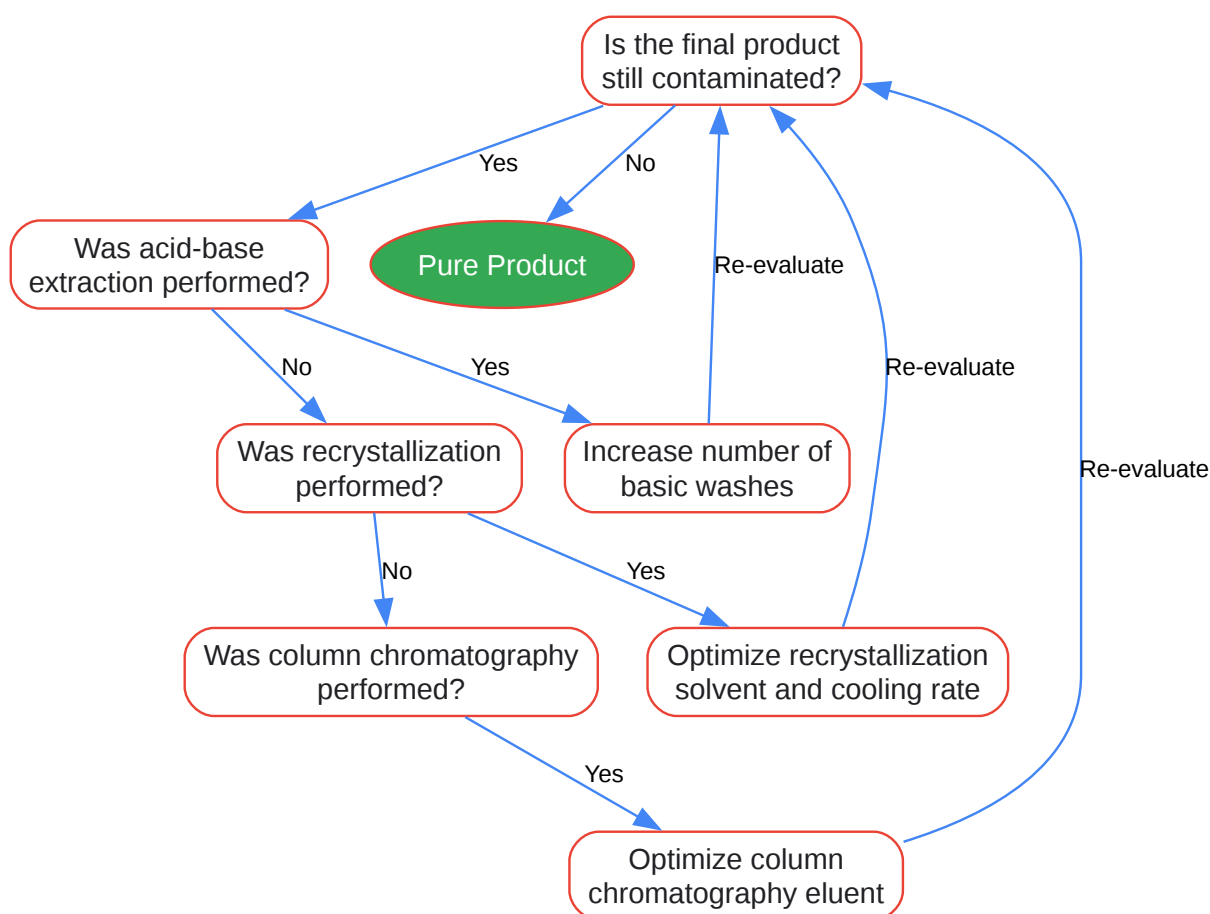 Is the final product
still contaminated?
Yes
No
Was acid-base
extraction performed?
Pure Product
Re-evaluate
No
Yes
Re-evaluate
Was recrystallization
performed?
Increase number of
basic washes
Re-evaluate
No
Yes
Was column chromatography
performed?
Optimize recrystallization
solvent and cooling rate
Yes
Optimize column
chromatography eluent